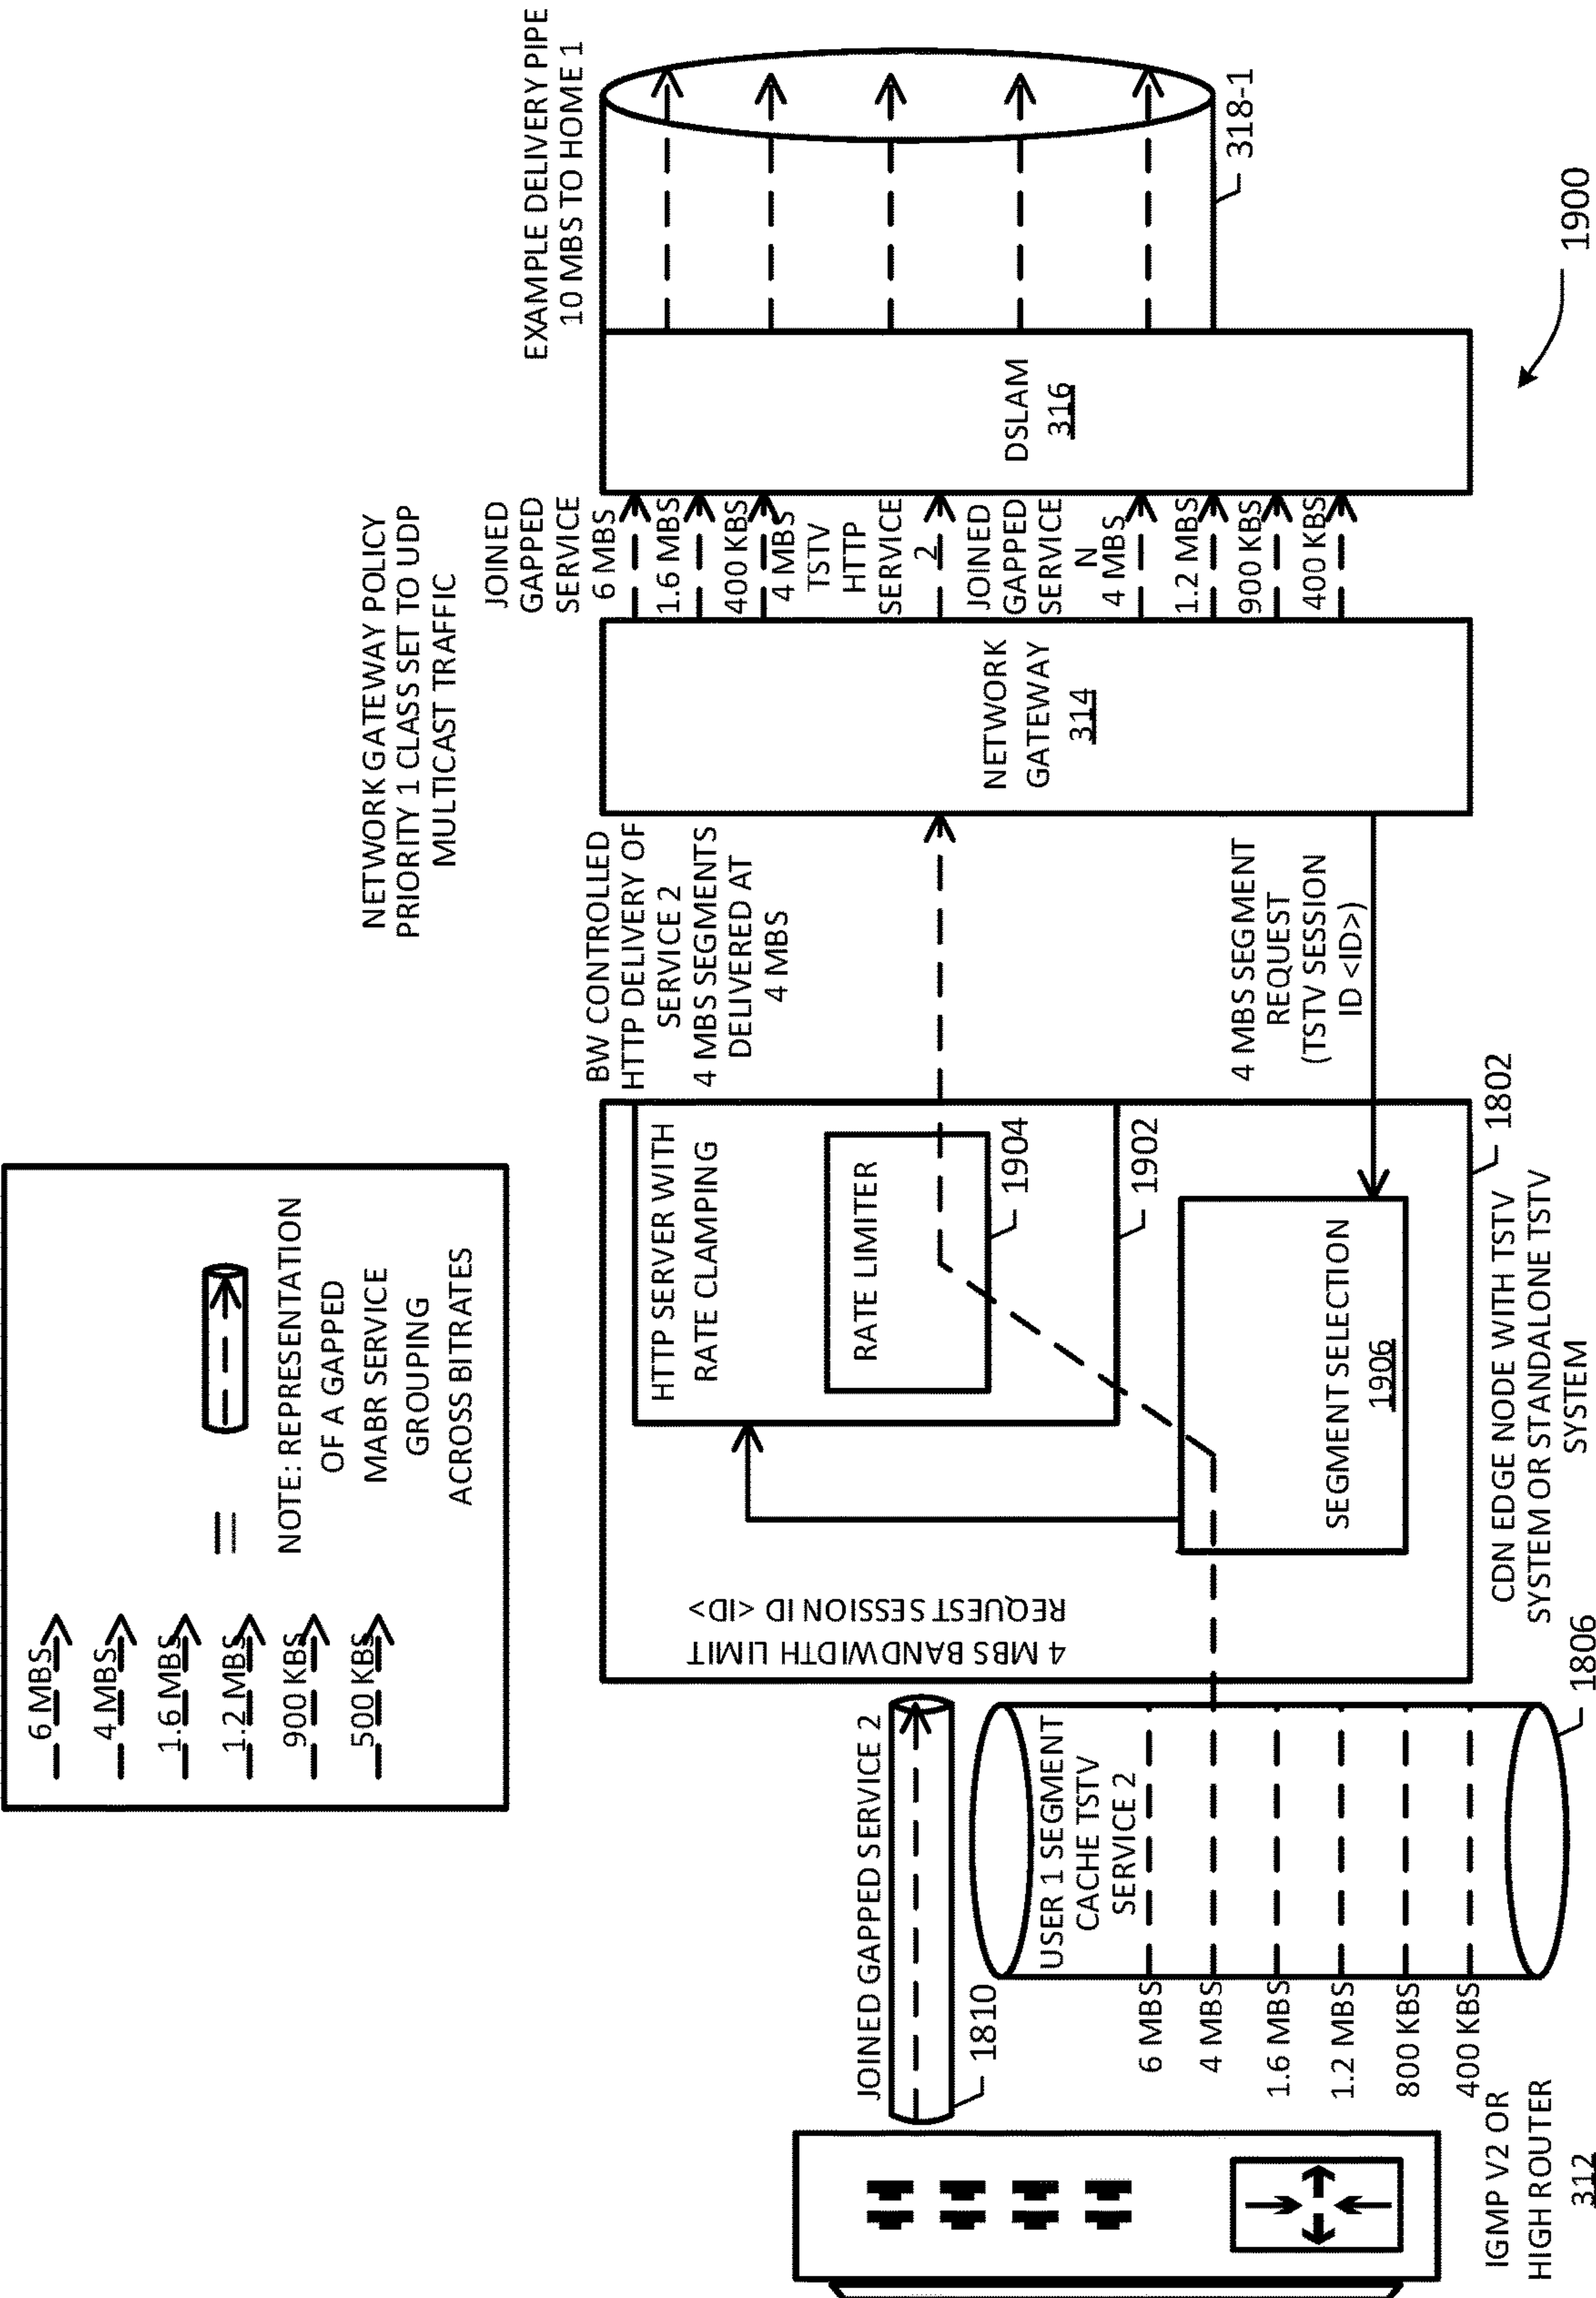 6 MBS
4 MBS
1.6 MBS
1.2 MBS
900 KBS
500 KBS
=
NOTE: REPRESENTATION
OF A GAPPED
MABR SERVICE
GROUPING
ACROSS BITRATES
NETWORK GATEWAY POLICY
PRIORITY 1 CLASS SET TO UDP
MULTICAST TRAFFIC
EXAMPLE DELIVERY PIPE
10 MBS TO HOME 1
IGMP V2 OR
HIGH ROUTER
312
JOINED GAPPED SERVICE 2
1810
USER 1 SEGMENT
CACHE TSTV
SERVICE 2
6 MBS
4 MBS
1.6 MBS
1.2 MBS
800 KBS
400 KBS
1806
4 MBS BANDWIDTH LIMIT
REQUEST SESSION ID <ID>
HTTP SERVER WITH
RATE CLAMPING
RATE LIMITER
1904
1902
SEGMENT SELECTION
1906
1802
CDN EDGE NODE WITH TSTV
SYSTEM OR STANDALONE TSTV
SYSTEM
BW CONTROLLED
HTTP DELIVERY OF
SERVICE 2
4 MBS SEGMENTS
DELIVERED AT
4 MBS
4 MBS SEGMENT
REQUEST
(TSTV SESSION
ID <ID>)
NETWORK
GATEWAY
314
JOINED
GAPPED
SERVICE
6 MBS
1.6 MBS
400 KBS
4 MBS
TSTV
HTTP
SERVICE
2
JOINED
GAPPED
SERVICE
N
4 MBS
1.2 MBS
900 KBS
400 KBS
DSLAM
316
318-1
1900